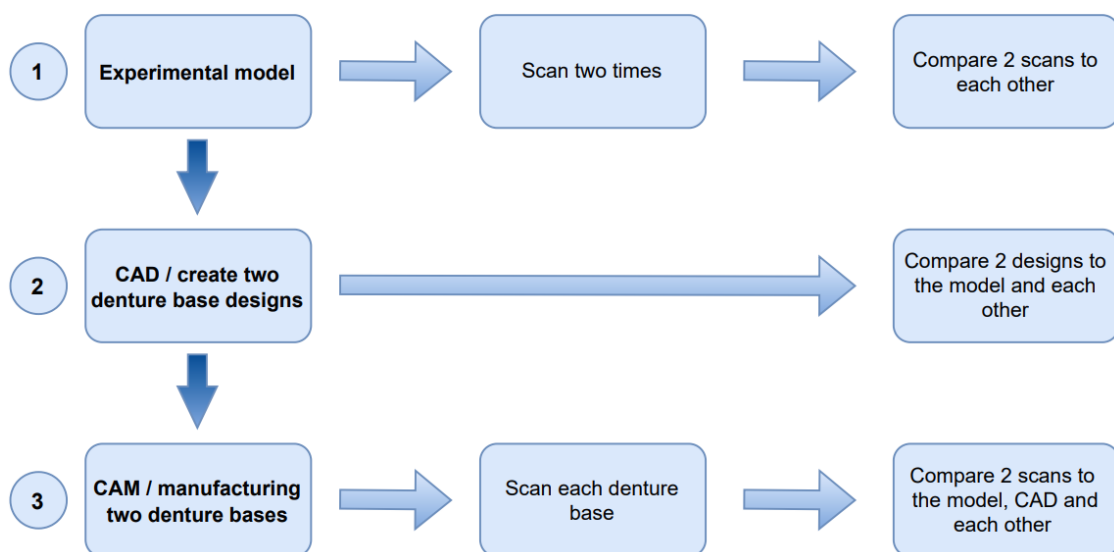 1
Experimental model
Scan two times
Compare 2 scans to
each other
2
CAD / create two
denture base designs
Compare 2 designs to
the model and each
other
3
CAM / manufacturing
two denture bases
Scan each denture
base
Compare 2 scans to
the model, CAD and
each other